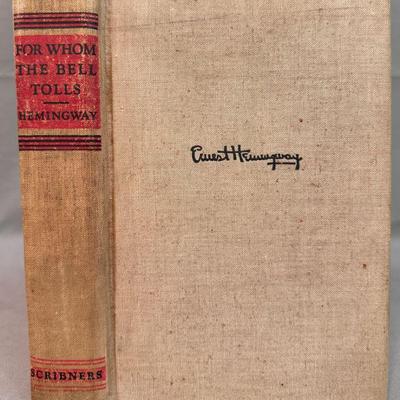 FOR WHOM
THE BELL
TOLLS
HEMINGWAY
Ernest Hemingway
SCRIBNERS